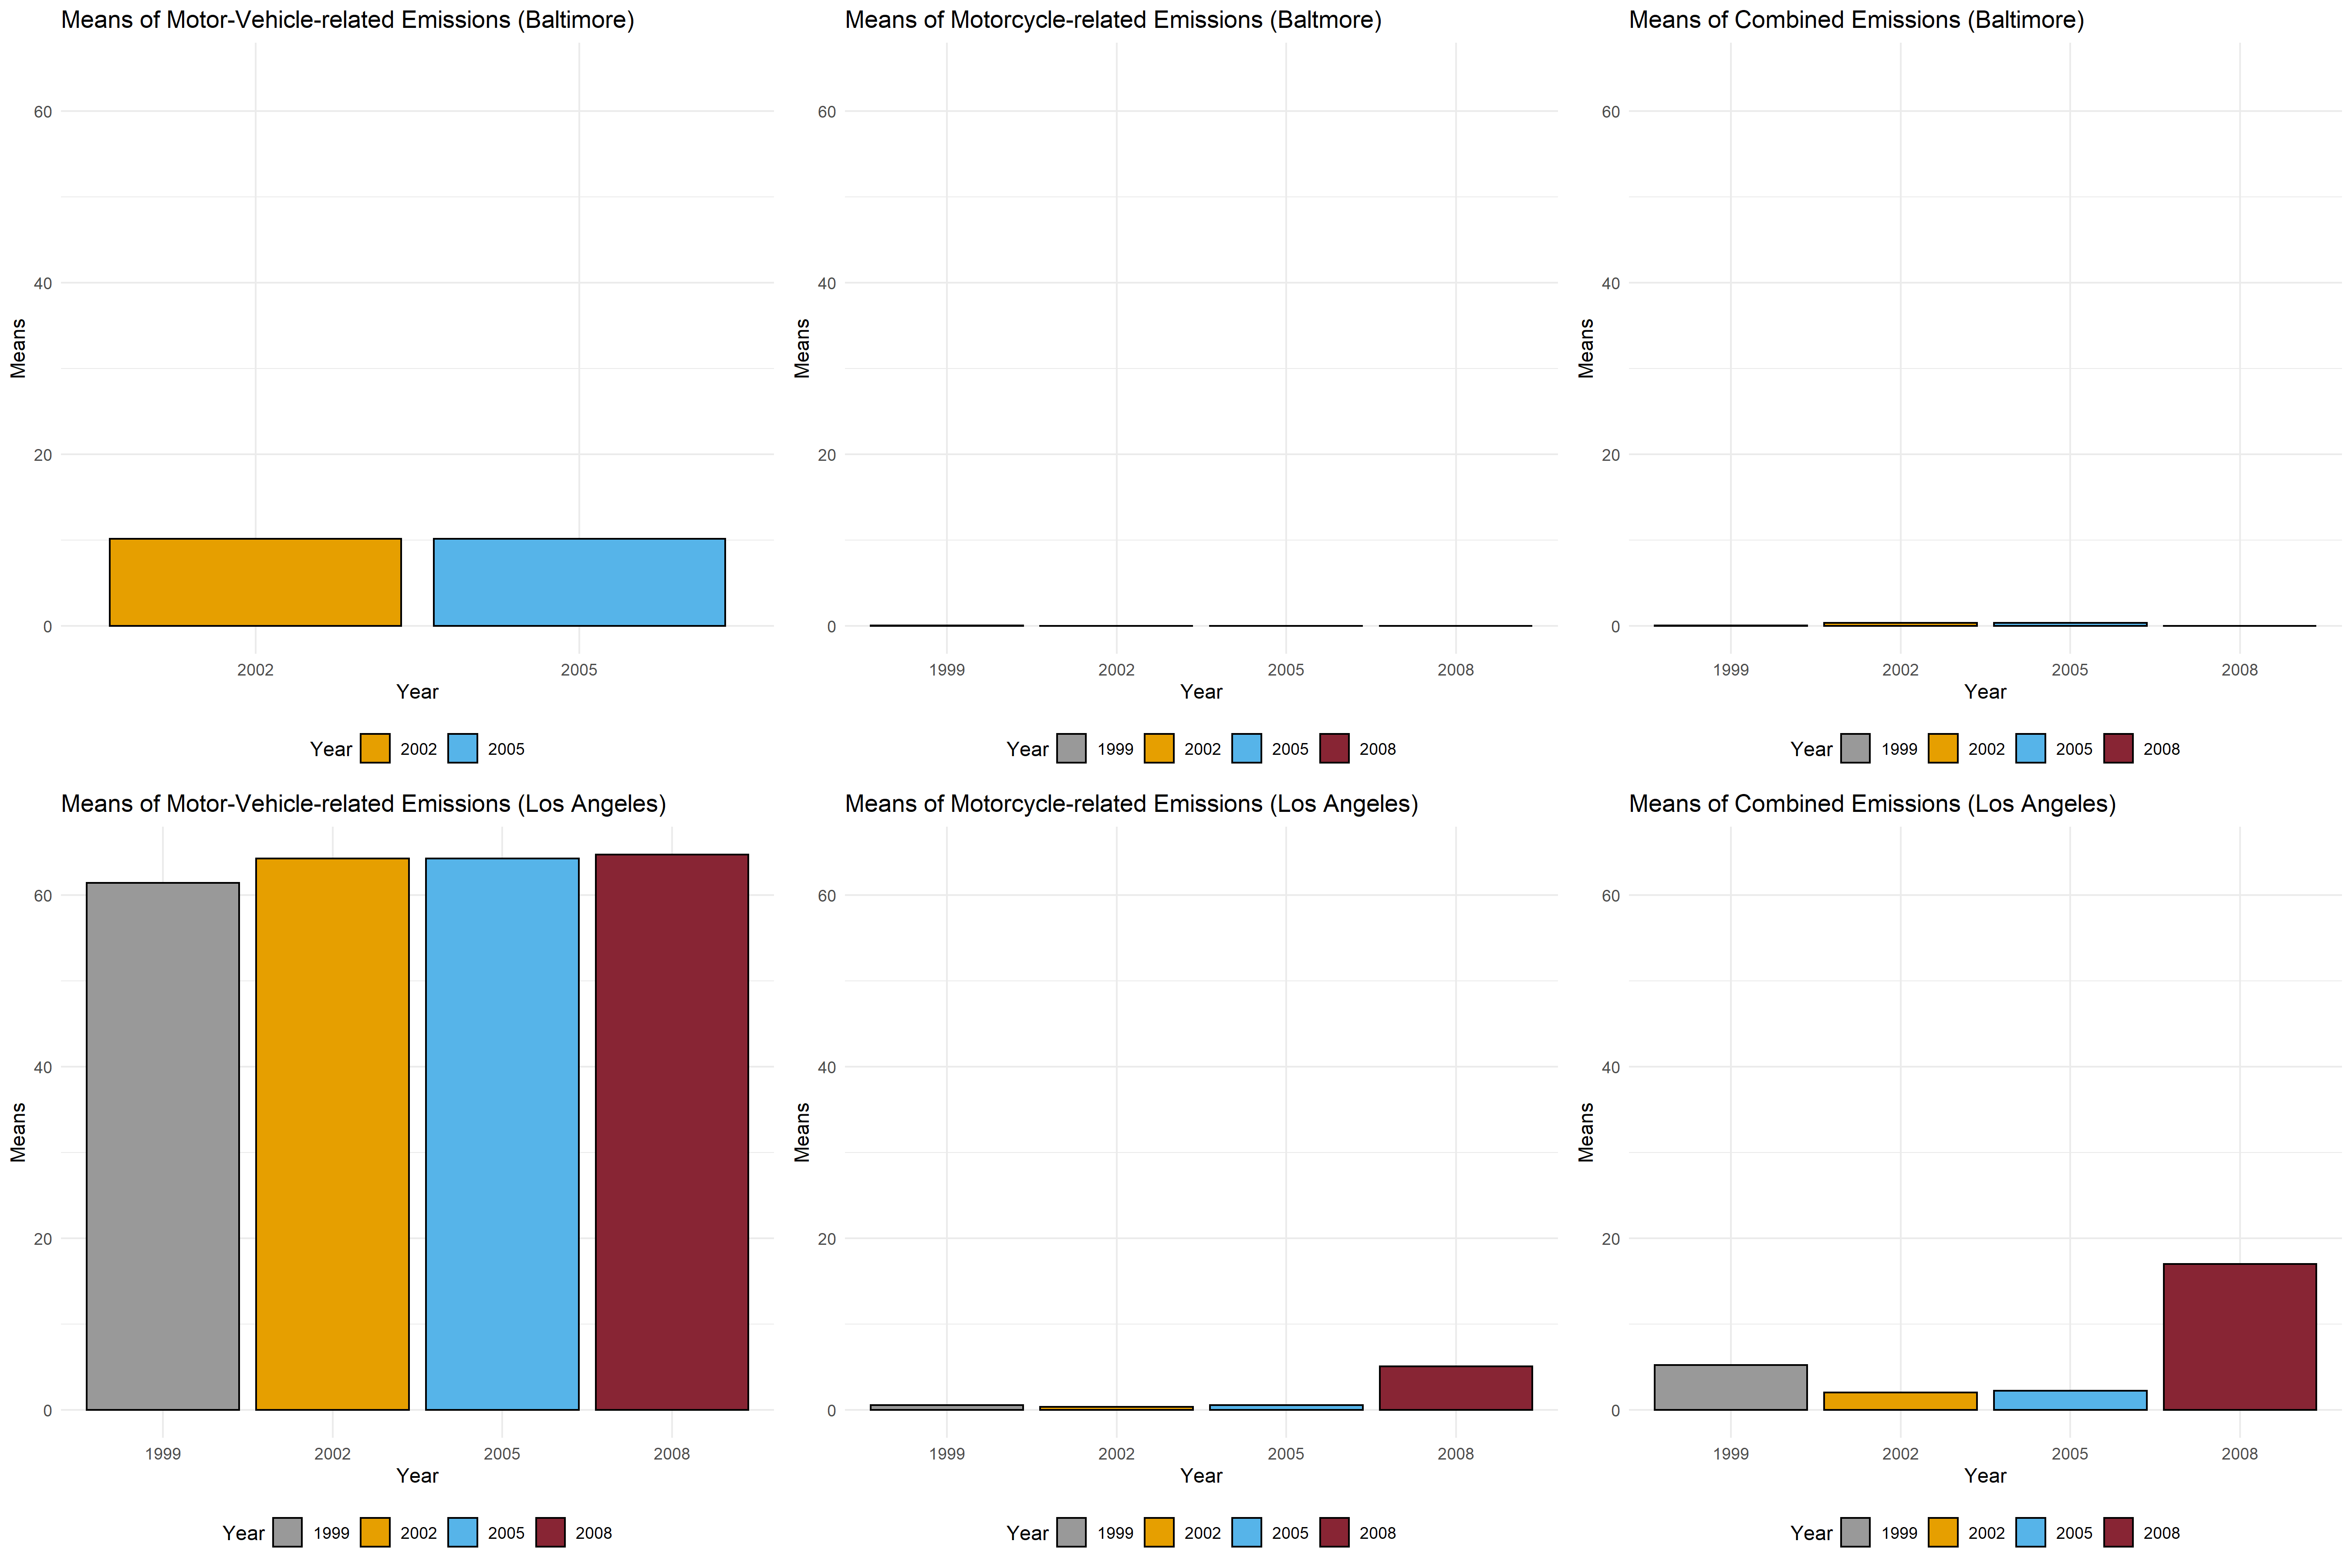 Means of Motor-Vehicle-related Emissions (Baltimore)
60
40
20
0
Means
2002 2005
Year
Year 2002 2005
Means of Motorcycle-related Emissions (Baltmore)
60
40
20
0
Means
1999 2002 2005 2008
Year
Year 1999 2002 2005 2008
Means of Combined Emissions (Baltimore)
60
40
20
0
Means
1999 2002 2005 2008
Year
Year 1999 2002 2005 2008
Means of Motor-Vehicle-related Emissions (Los Angeles)
60
40
20
0
Means
1999 2002 2005 2008
Year
Year 1999 2002 2005 2008
Means of Motorcycle-related Emissions (Los Angeles)
60
40
20
0
Means
1999 2002 2005 2008
Year
Year 1999 2002 2005 2008
Means of Combined Emissions (Los Angeles)
60
40
20
0
Means
1999 2002 2005 2008
Year
Year 1999 2002 2005 2008